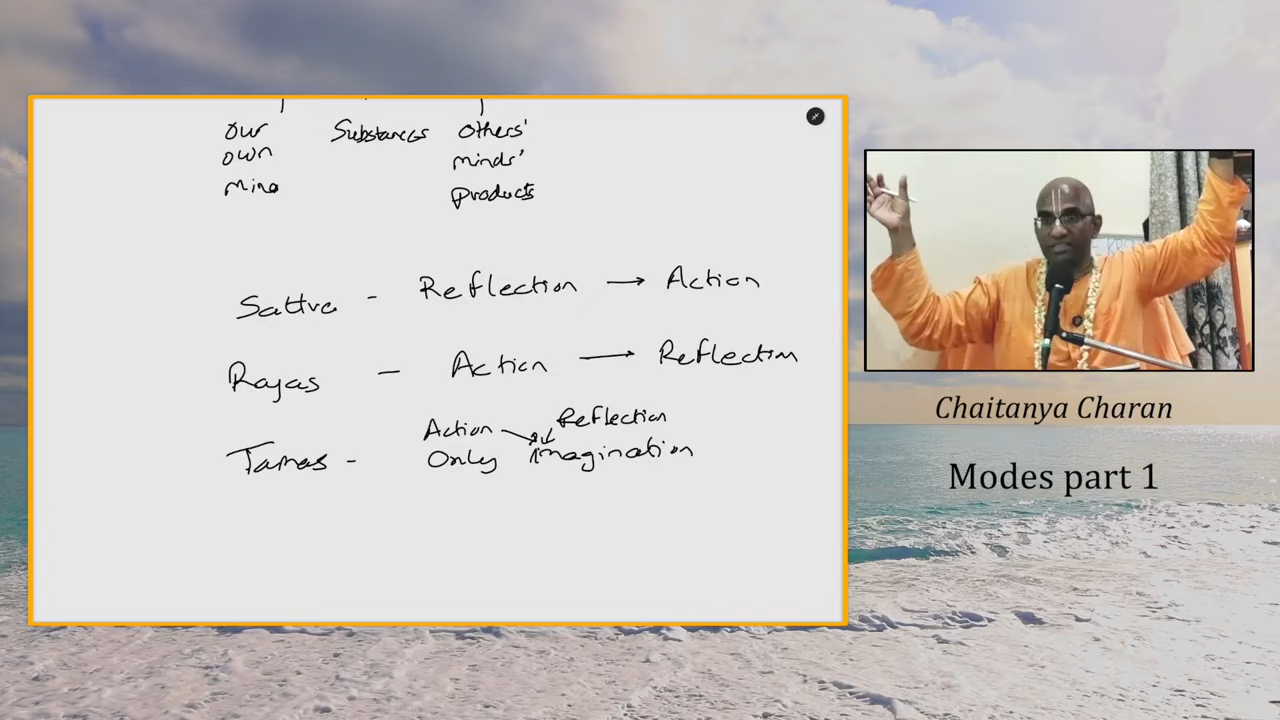 our Substances others'
own minds'
mind products
Sattva - Reflection → Action
Rajas - Action → Reflection
Action Reflection
Tamas - Only imagination
Chaitanya Charan
Modes part 1